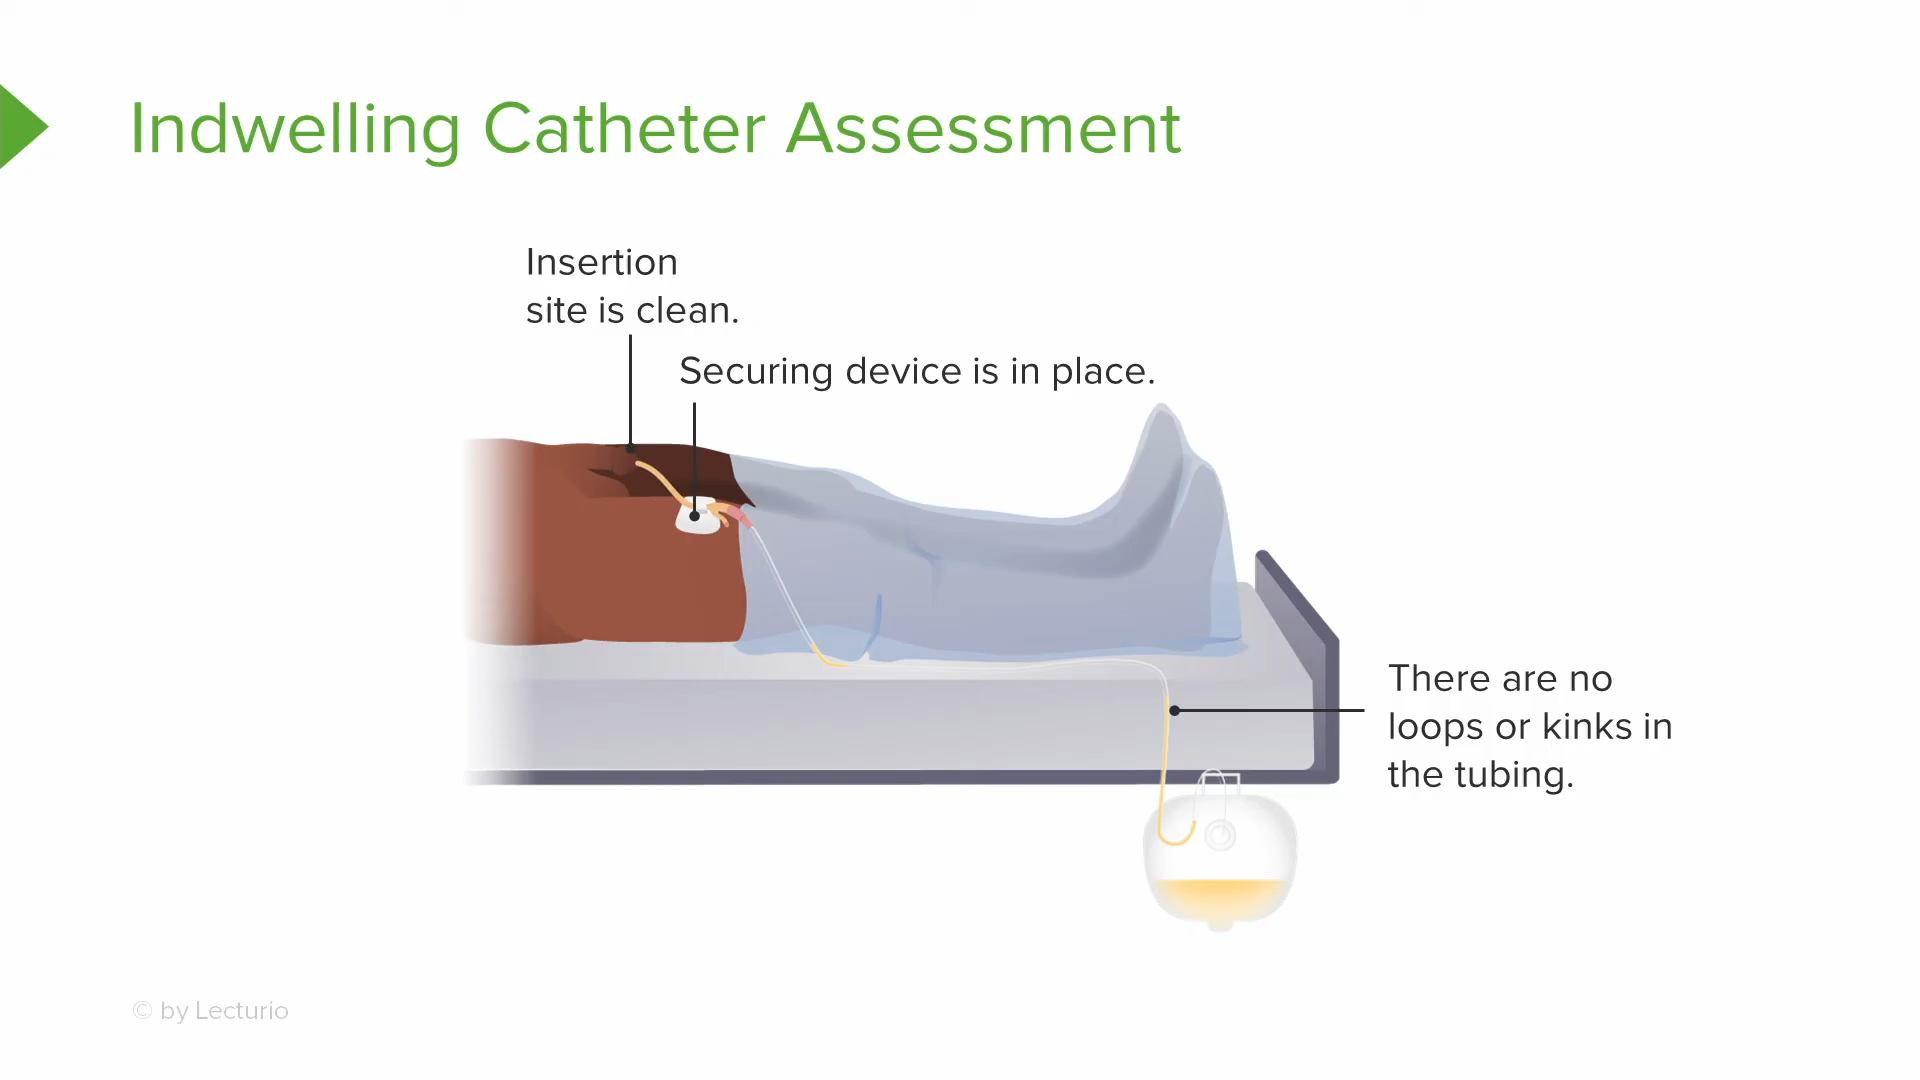 Indwelling Catheter Assessment
Insertion
site is clean.
Securing device is in place.
There are no
loops or kinks in
the tubing.
© by Lecturio